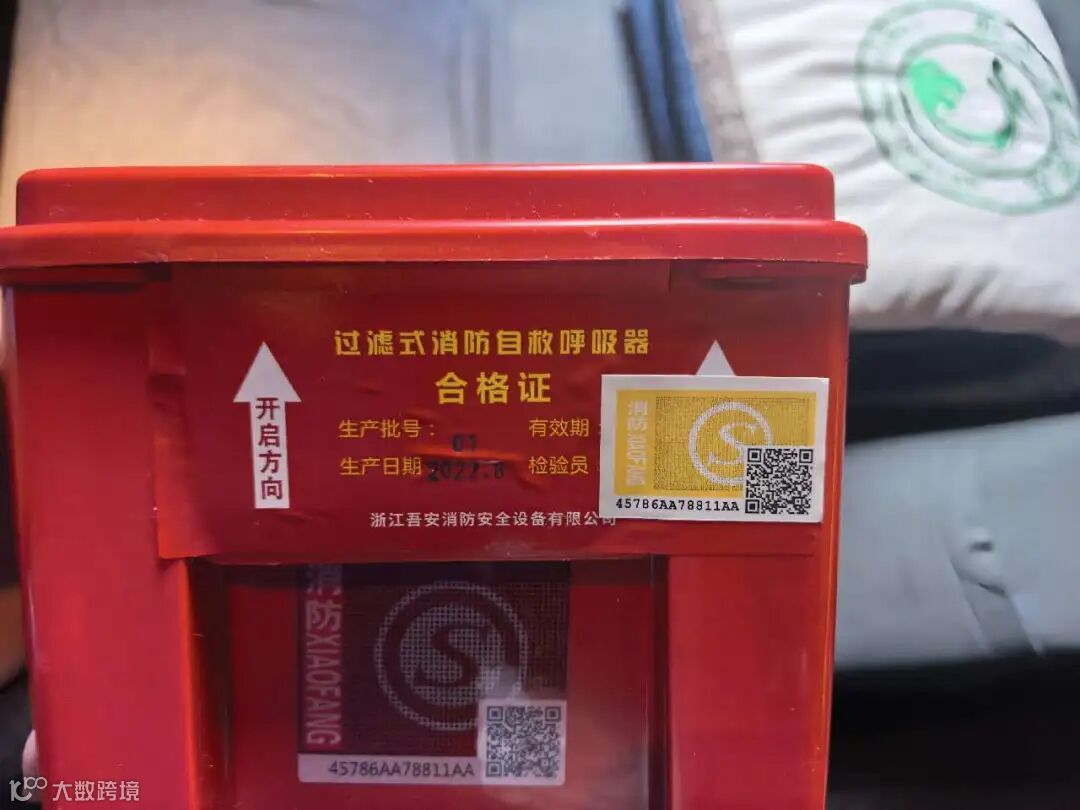 过滤式消防自救呼吸器
合格证
开启方向
生产批号：01
有效期：
生产日期 2022.8
检验员
浙江吾安消防安全设备有限公司
消防 XIAOFANG
S
45786AA78811AA
消防 XIAOFANG
S
45786AA78811AA
大数跨境